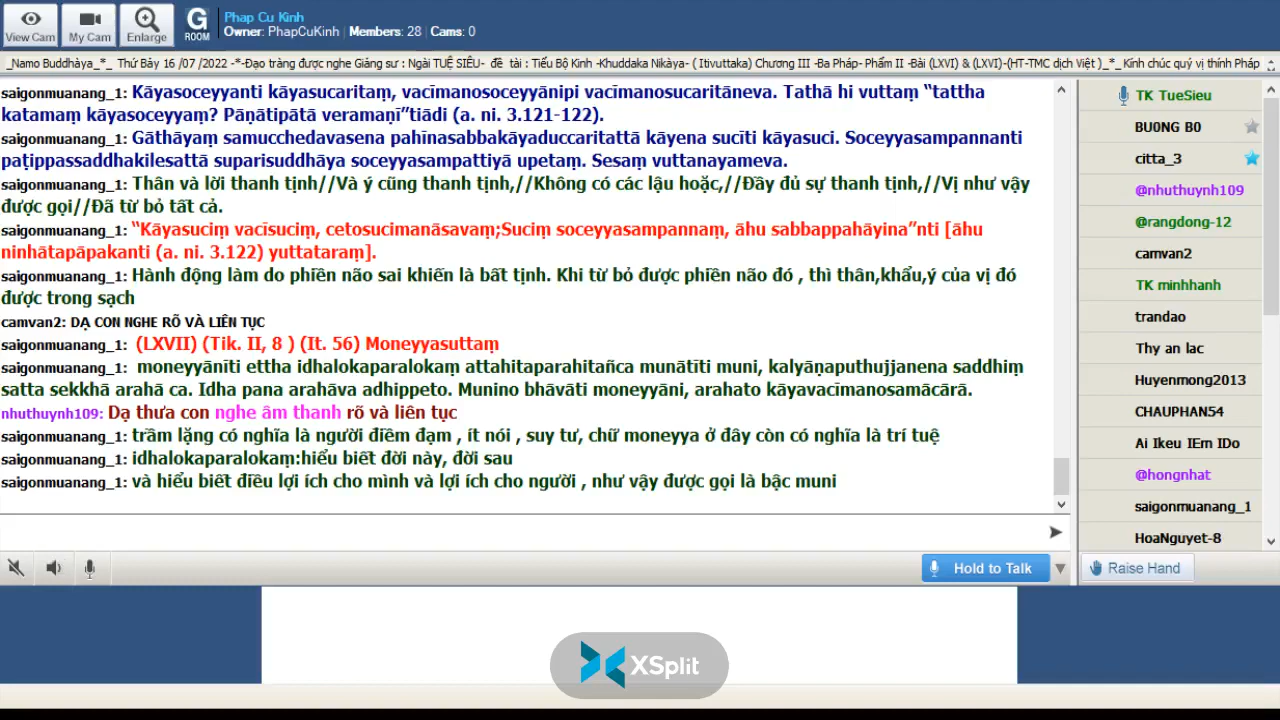 Phap Cu Kinh
Owner: PhapCuKinh | Members: 28 | Cams: 0
View Cam
My Cam
Enlarge
G
ROOM
_Namo Buddhàya_*_ Thứ Bảy 16 /07 /2022 -*-Đạo tràng được nghe Giảng sư : Ngài TUỆ SIÊU- đề tài : Tiểu Bộ Kinh -Khuddaka Nikàya- ( Itivuttaka) Chương III -Ba Pháp- Phẩm II -Bài (LXVI) & (LXVI)-(HT-TMC dịch Việt )_*_ Kính chúc quý vị thính Pháp
saigonmuanang_1: Kāyasoceyyanti kāyasucaritaṃ, vacīmanosoceyyānipi vacīmanosucaritāneva. Tathā hi vuttaṃ “tattha
katamaṃ kāyasoceyyaṃ? Pāṇātipātā veramaṇī”tiādi (a. ni. 3.121-122).
saigonmuanang_1: Gāthāyaṃ samucchedavasena pahīnasabbakāyaduccaritattā kāyena sucīti kāyasuci. Soceyyasampannanti
paṭippassaddhakilesattā suparisuddhāya soceyyasampattiyā upetaṃ. Sesaṃ vuttanayameva.
saigonmuanang_1: Thân và lời thanh tịnh//Và ý cũng thanh tịnh,//Không có các lậu hoặc,//Đầy đủ sự thanh tịnh,//Vị như vậy
được gọi//Đã từ bỏ tất cả.
saigonmuanang_1: “Kāyasuciṃ vacīsuciṃ, cetosucimanāsavaṃ;Suciṃ soceyyasampannaṃ, āhu sabbappahāyina”nti [āhu
ninhātapāpakanti (a. ni. 3.122) yuttataraṃ].
saigonmuanang_1: Hành động làm do phiền não sai khiến là bất tịnh. Khi từ bỏ được phiền não đó , thì thân,khẩu,ý của vị đó
được trong sạch
camvan2: DẠ CON NGHE RÕ VÀ LIÊN TỤC
saigonmuanang_1: (LXVII) (Tik. II, 8 ) (It. 56) Moneyyasuttaṃ
saigonmuanang_1: moneyyānīti ettha idhalokaparalokaṃ attahitaparahitañca munātīti muni, kalyāṇaputhujjanena saddhiṃ
satta sekkhā arahā ca. Idha pana arahāva adhippeto. Munino bhāvāti moneyyāni, arahato kāyavacīmanosamācārā.
nhuthuynh109: Dạ thưa con nghe âm thanh rõ và liên tục
saigonmuanang_1: trầm lặng có nghĩa là người điềm đạm , ít nói , suy tư, chữ moneyya ở đây còn có nghĩa là trí tuệ
saigonmuanang_1: idhalokaparalokaṃ:hiểu biết đời này, đời sau
saigonmuanang_1: và hiểu biết điều lợi ích cho mình và lợi ích cho người , như vậy được gọi là bậc muni
TK TueSieu
BU0NG B0
citta_3
@nhuthuynh109
@rangdong-12
camvan2
TK minhhanh
trandao
Thy an lac
Huyenmong2013
CHAUPHAN54
Ai lkeu IErn IDo
@hongnhat
saigonmuanang_1
HoaNguyet-8
Hold to Talk
Raise Hand
XSplit